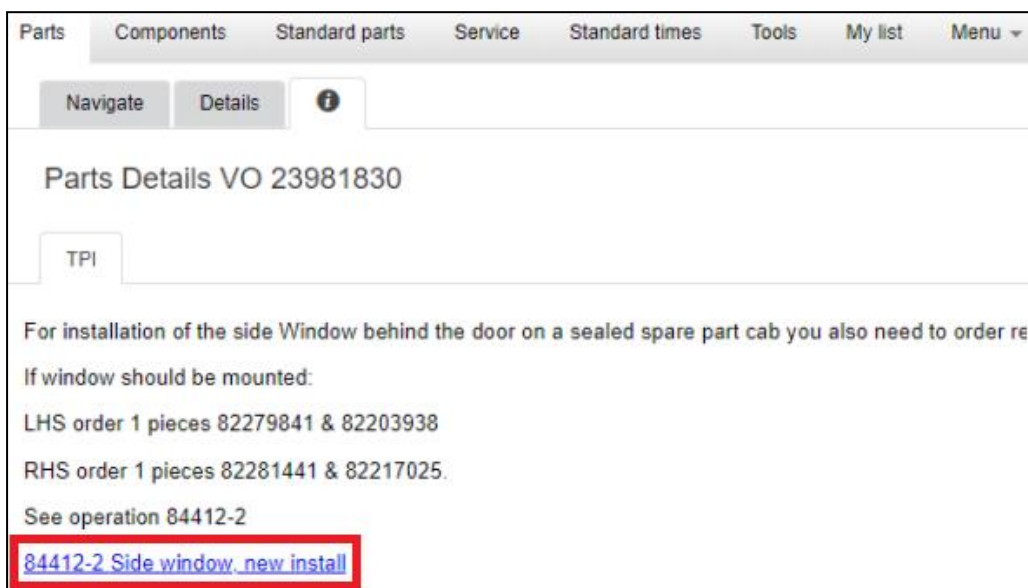 Parts Components Standard parts Service Standard times Tools My list Menu
Navigate Details
Parts Details VO 23981830
TPI
For installation of the side Window behind the door on a sealed spare part cab you also need to order re
If window should be mounted:
LHS order 1 pieces 82279841 & 82203938
RHS order 1 pieces 82281441 & 82217025.
See operation 84412-2
84412-2 Side window, new install